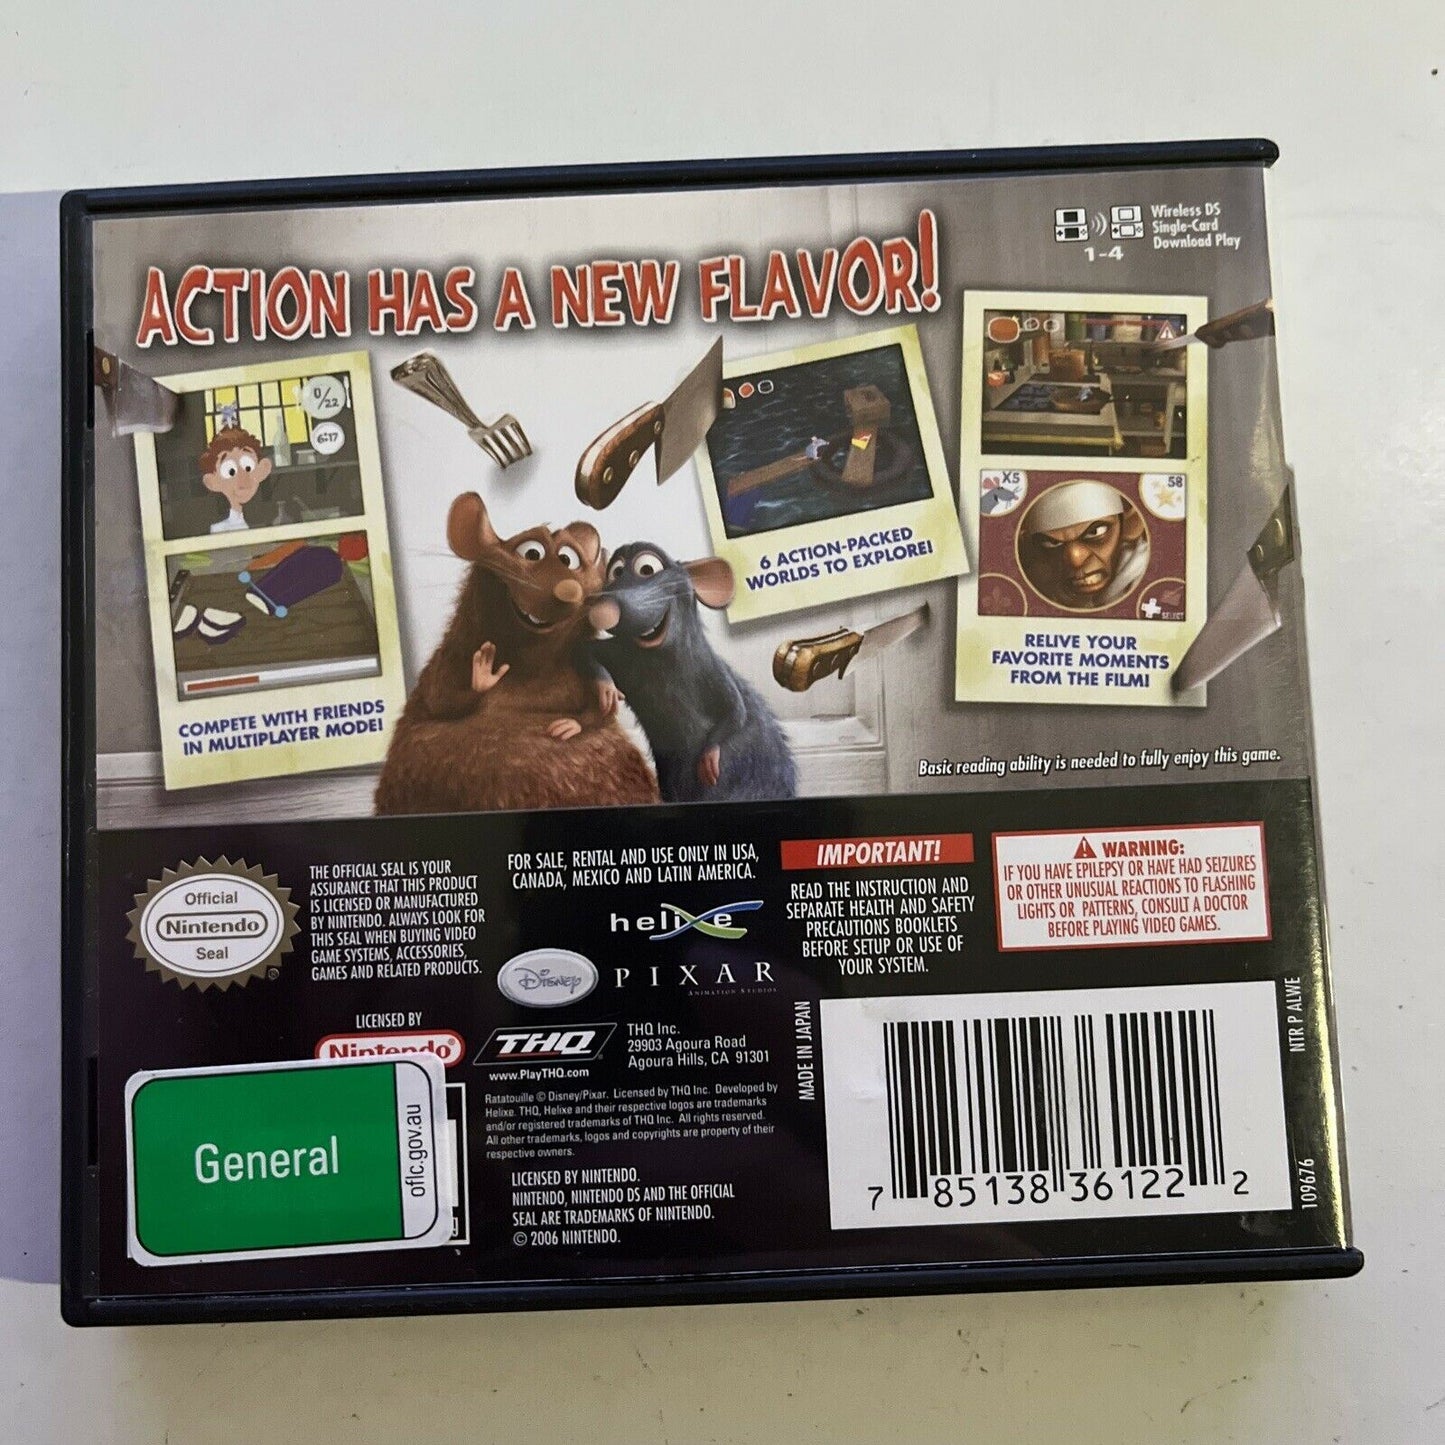 Wireless DS
Single-Card
Download Play
1-4
ACTION HAS A NEW FLAVOR!
0/22
6:17
COMPETE WITH FRIENDS
IN MULTIPLAYER MODE!
6 ACTION-PACKED
WORLDS TO EXPLORE!
X5
58
SELECT
RELIVE YOUR
FAVORITE MOMENTS
FROM THE FILM!
Basic reading ability is needed to fully enjoy this game.
Official
Nintendo
Seal
®
THE OFFICIAL SEAL IS YOUR
ASSURANCE THAT THIS PRODUCT
IS LICENSED OR MANUFACTURED
BY NINTENDO. ALWAYS LOOK FOR
THIS SEAL WHEN BUYING VIDEO
GAME SYSTEMS, ACCESSORIES,
GAMES AND RELATED PRODUCTS.
LICENSED BY
Nintendo®
General
oflc.gov.au
FOR SALE, RENTAL AND USE ONLY IN USA,
CANADA, MEXICO AND LATIN AMERICA.
helixe
Disney
PIXAR
ANIMATION STUDIOS
THQ
www.PlayTHQ.com
THQ Inc.
29903 Agoura Road
Agoura Hills, CA 91301
Ratatouille © Disney/Pixar. Licensed by THQ Inc. Developed by
Helixe. THQ, Helixe and their respective logos are trademarks
and/or registered trademarks of THQ Inc. All rights reserved.
All other trademarks, logos and copyrights are property of their
respective owners.
LICENSED BY NINTENDO.
NINTENDO, NINTENDO DS AND THE OFFICIAL
SEAL ARE TRADEMARKS OF NINTENDO.
© 2006 NINTENDO.
IMPORTANT!
READ THE INSTRUCTION AND
SEPARATE HEALTH AND SAFETY
PRECAUTIONS BOOKLETS
BEFORE SETUP OR USE OF
YOUR SYSTEM.
WARNING:
IF YOU HAVE EPILEPSY OR HAVE HAD SEIZURES
OR OTHER UNUSUAL REACTIONS TO FLASHING
LIGHTS OR PATTERNS, CONSULT A DOCTOR
BEFORE PLAYING VIDEO GAMES.
MADE IN JAPAN
7 85138 36122 2
NTR P ALWE
109676